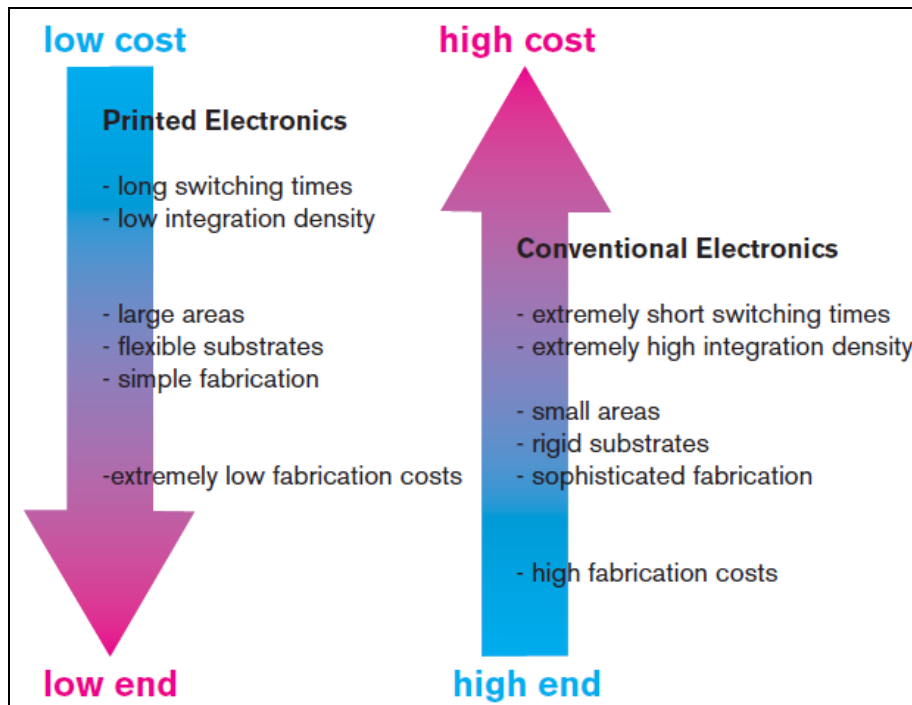 low cost
Printed Electronics
- long switching times
- low integration density
- large areas
- flexible substrates
- simple fabrication
-extremely low fabrication costs
low end
high cost
Conventional Electronics
- extremely short switching times
- extremely high integration density
- small areas
- rigid substrates
- sophisticated fabrication
- high fabrication costs
high end